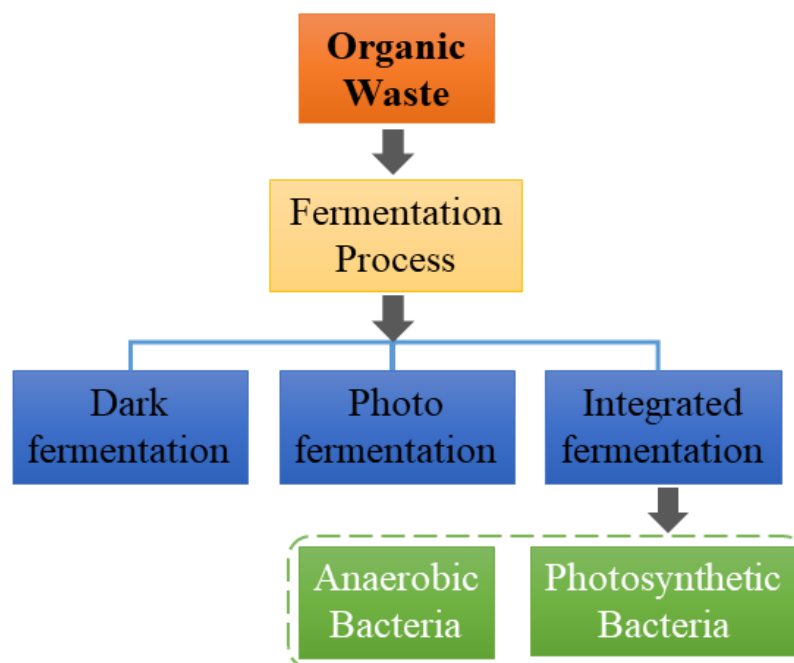 Organic
Waste
Fermentation
Process
Dark
fermentation
Photo
fermentation
Integrated
fermentation
Anaerobic
Bacteria
Photosynthetic
Bacteria